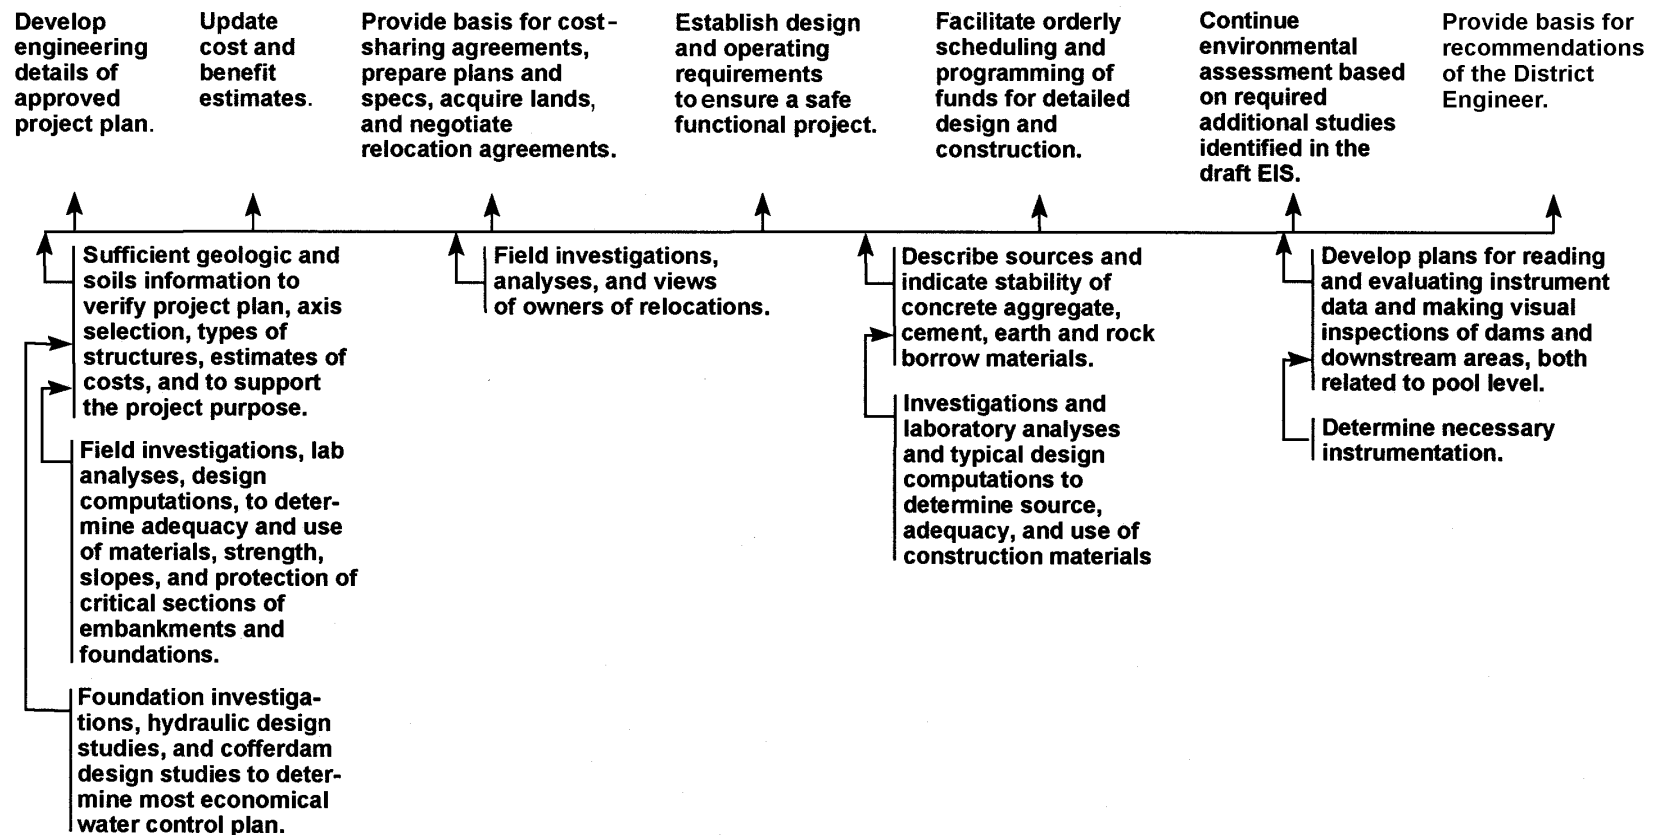 Develop
engineering
details of
approved
project plan.
Update
cost and
benefit
estimates.
Provide basis for cost-
sharing agreements,
prepare plans and
specs, acquire lands,
and negotiate
relocation agreements.
Establish design
and operating
requirements
to ensure a safe
functional project.
Facilitate orderly
scheduling and
programming of
funds for detailed
design and
construction.
Continue
environmental
assessment based
on required
additional studies
identified in the
draft EIS.
Provide basis for
recommendations
of the District
Engineer.
Sufficient geologic and
soils information to
verify project plan, axis
selection, types of
structures, estimates of
costs, and to support
the project purpose.
Field investigations, lab
analyses, design
computations, to deter-
mine adequacy and use
of materials, strength,
slopes, and protection of
critical sections of
embankments and
foundations.
Foundation investiga-
tions, hydraulic design
studies, and cofferdam
design studies to deter-
mine most economical
water control plan.
Field investigations,
analyses, and views
of owners of relocations.
Describe sources and
indicate stability of
concrete aggregate,
cement, earth and rock
borrow materials.
Investigations and
laboratory analyses
and typical design
computations to
determine source,
adequacy, and use of
construction materials
Develop plans for reading
and evaluating instrument
data and making visual
inspections of dams and
downstream areas, both
related to pool level.
Determine necessary
instrumentation.